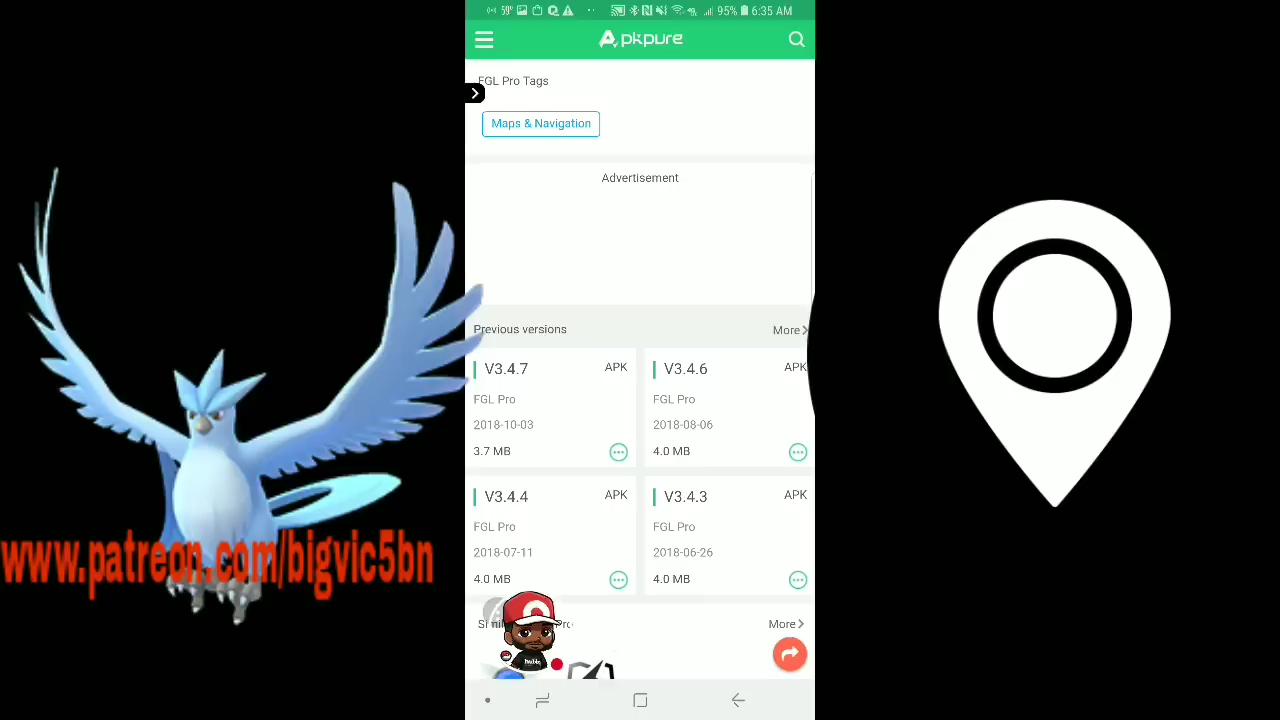 59°
95% 6:35 AM
Apkpure
FGL Pro Tags
Maps & Navigation
Advertisement
Previous versions
More
V3.4.7 APK
FGL Pro
2018-10-03
3.7 MB
V3.4.6 APK
FGL Pro
2018-08-06
4.0 MB
V3.4.4 APK
FGL Pro
2018-07-11
4.0 MB
V3.4.3 APK
FGL Pro
2018-06-26
4.0 MB
More
www.patreon.com/bigvic5bn